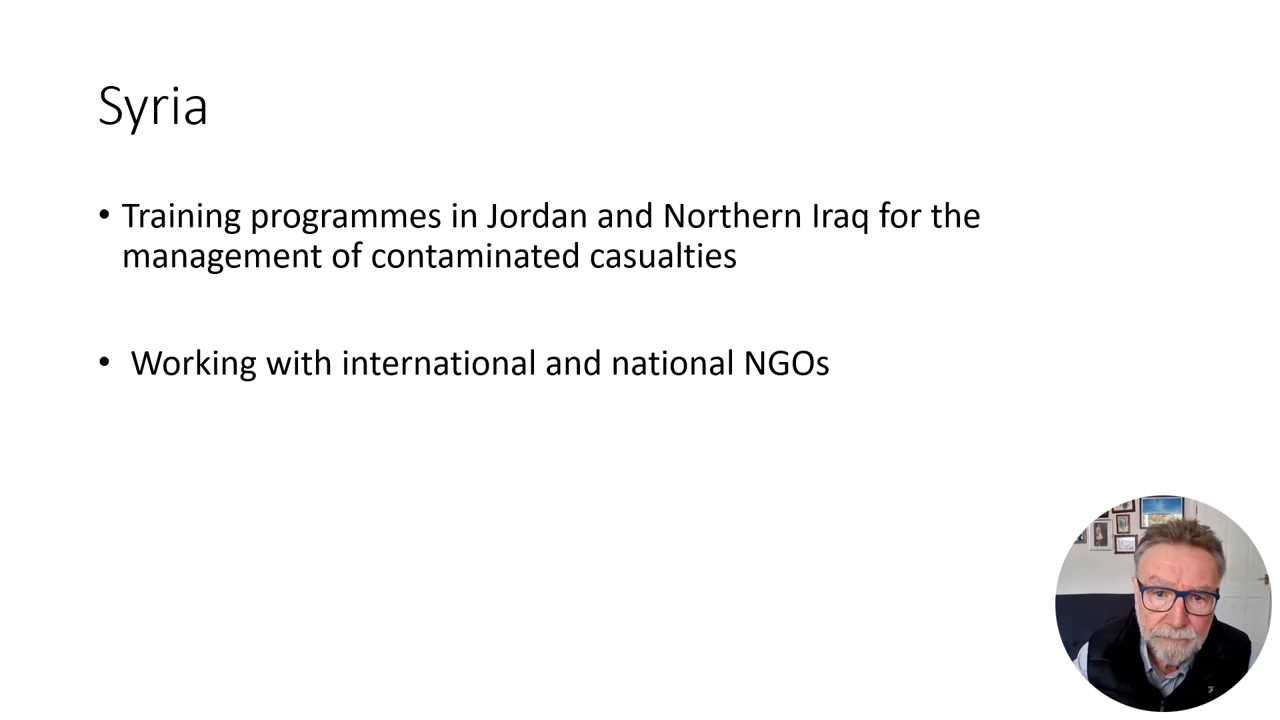 Syria
• Training programmes in Jordan and Northern Iraq for the
management of contaminated casualties
• Working with international and national NGOs